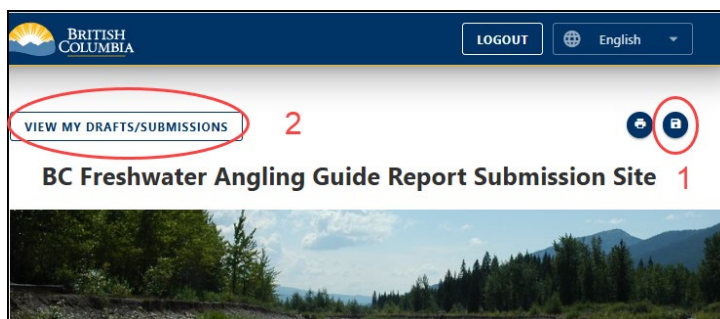 BRITISH
COLUMBIA
LOGOUT
English
VIEW MY DRAFTS/SUBMISSIONS
2
BC Freshwater Angling Guide Report Submission Site
1